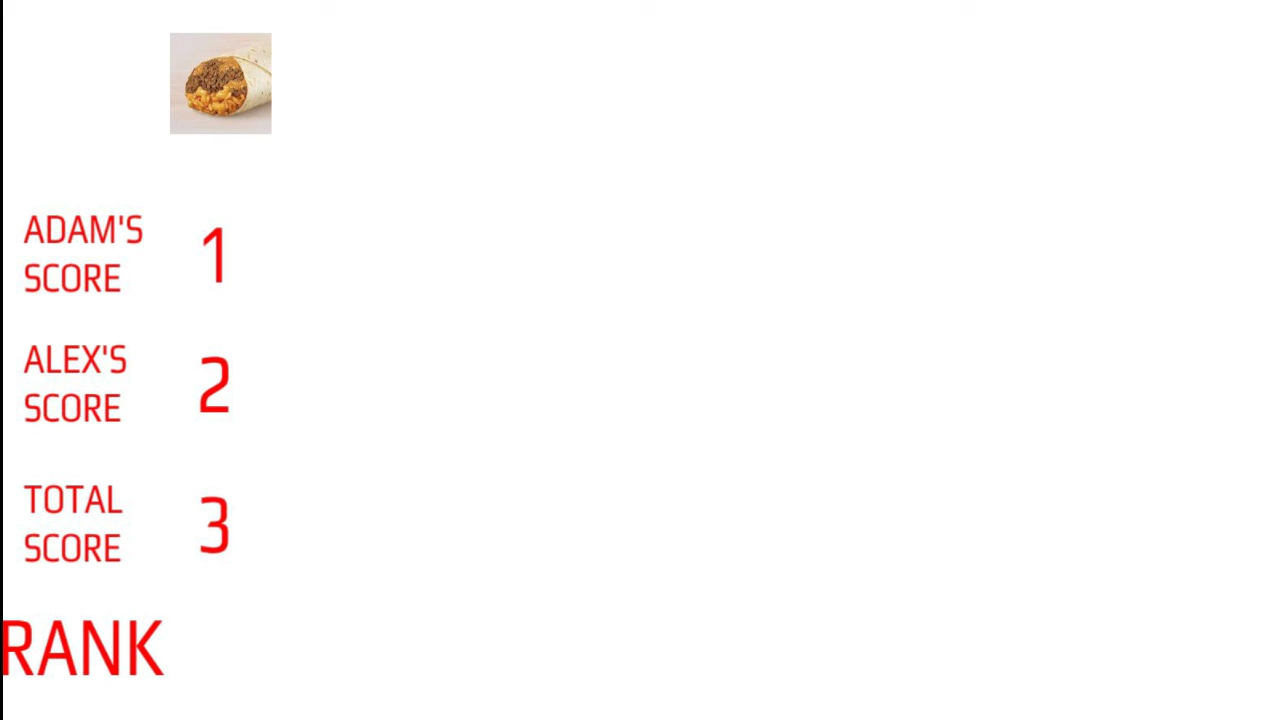 ADAM'S
SCORE
1
ALEX'S
SCORE
2
TOTAL
SCORE
3
RANK